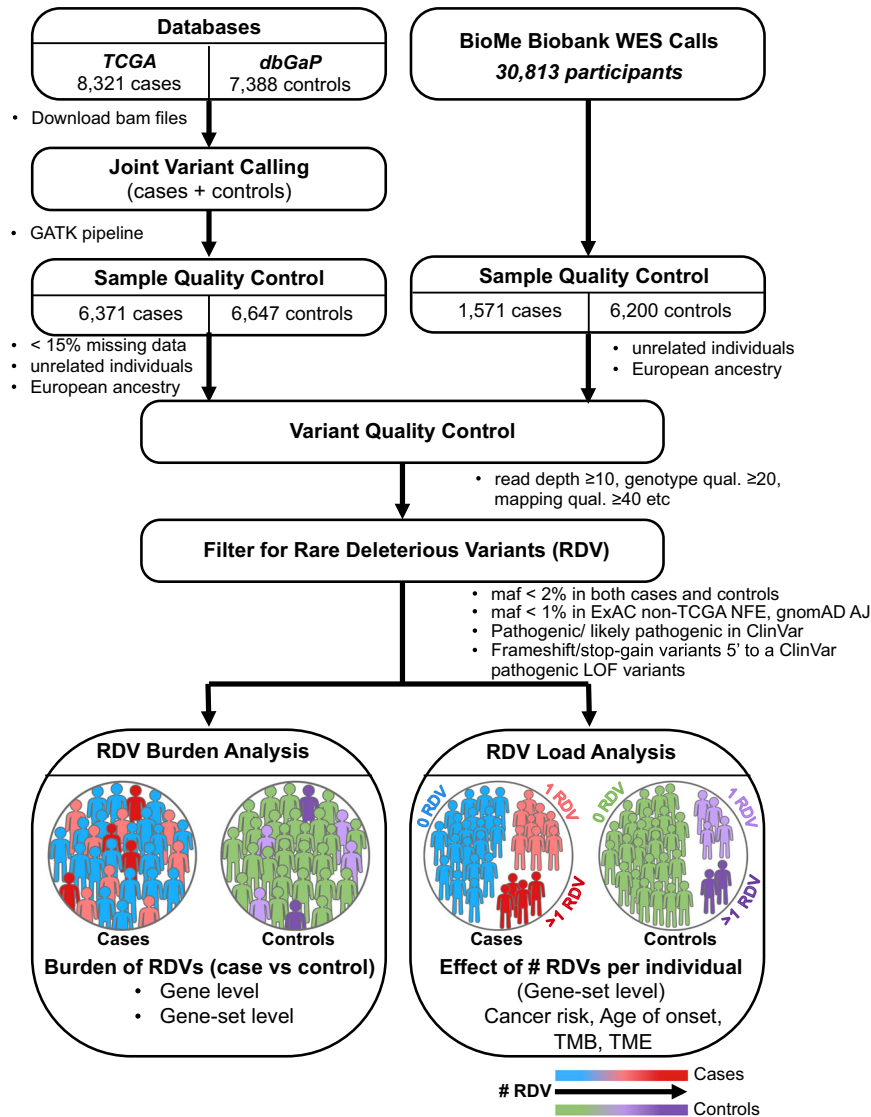 Databases
TCGA
8,321 cases
dbGaP
7,388 controls
BioMe Biobank WES Calls
30,813 participants
• Download bam files
Joint Variant Calling
(cases + controls)
• GATK pipeline
Sample Quality Control
6,371 cases
6,647 controls
Sample Quality Control
1,571 cases
6,200 controls
• < 15% missing data
• unrelated individuals
• European ancestry
• unrelated individuals
• European ancestry
Variant Quality Control
• read depth ≥10, genotype qual. ≥20,
mapping qual. ≥40 etc
Filter for Rare Deleterious Variants (RDV)
• maf < 2% in both cases and controls
• maf < 1% in ExAC non-TCGA NFE, gnomAD AJ
• Pathogenic/ likely pathogenic in ClinVar
• Frameshift/stop-gain variants 5' to a ClinVar
pathogenic LOF variants
RDV Burden Analysis
Cases
Controls
Burden of RDVs (case vs control)
• Gene level
• Gene-set level
RDV Load Analysis
0 RDV
1 RDV
>1 RDV
Cases
0 RDV
1 RDV
>1 RDV
Controls
Effect of # RDVs per individual
(Gene-set level)
Cancer risk, Age of onset,
TMB, TME
Cases
# RDV
Controls